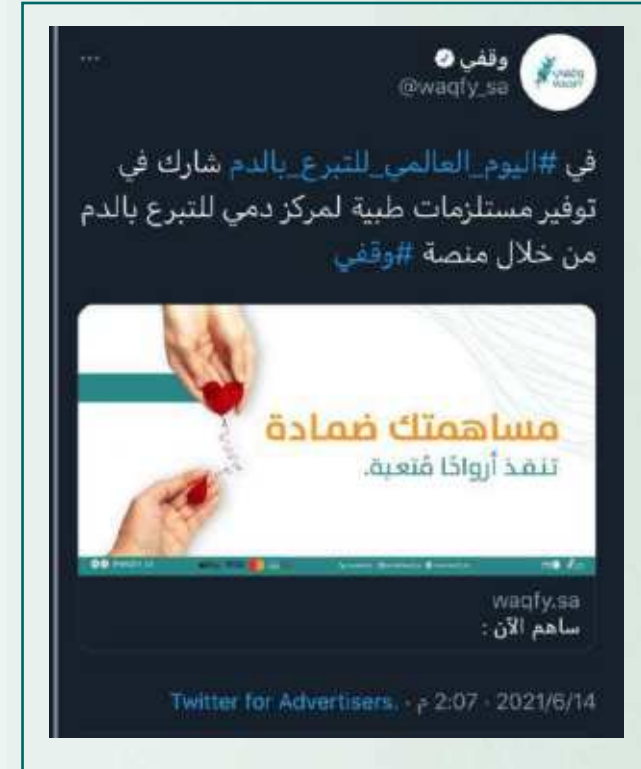 وقفي
@waqfy_sa
في #اليوم_العالمي_للتبرع_بالدم شارك في
توفير مستلزمات طبية لمركز دمي للتبرع بالدم
من خلال منصة #وقفي
مساهمتك ضمادة
تنقذ أرواحًا مُتعبة.
waqfy.sa
ساهم الآن :
2021/6/14 · 2:07 م · Twitter for Advertisers.